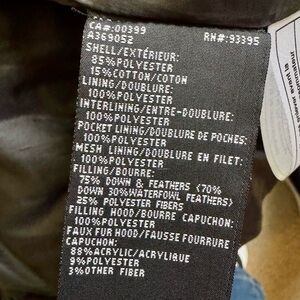 CA#:00399
A369052 RN#:93395
SHELL/EXTÉRIEUR:
85%POLYESTER
15%COTTON/COTON
LINING/DOUBLURE:
100%POLYESTER
INTERLINING/ENTRE-DOUBLURE:
100%POLYESTER
POCKET LINING/DOUBLURE DE POCHES:
100%POLYESTER
MESH LINING/DOUBLURE EN FILET:
100%POLYESTER
FILLING/BOURRE:
75% DOWN & FEATHERS (70%
DOWN 30%WATERFOWL FEATHERS)
25% POLYESTER FIBERS
FILLING HOOD/BOURRE CAPUCHON:
100%POLYESTER
FAUX FUR HOOD/FAUSSE FOURRURE
CAPUCHON:
88%ACRYLIC/ACRYLIQUE
9%POLYESTER
3%OTHER FIBER